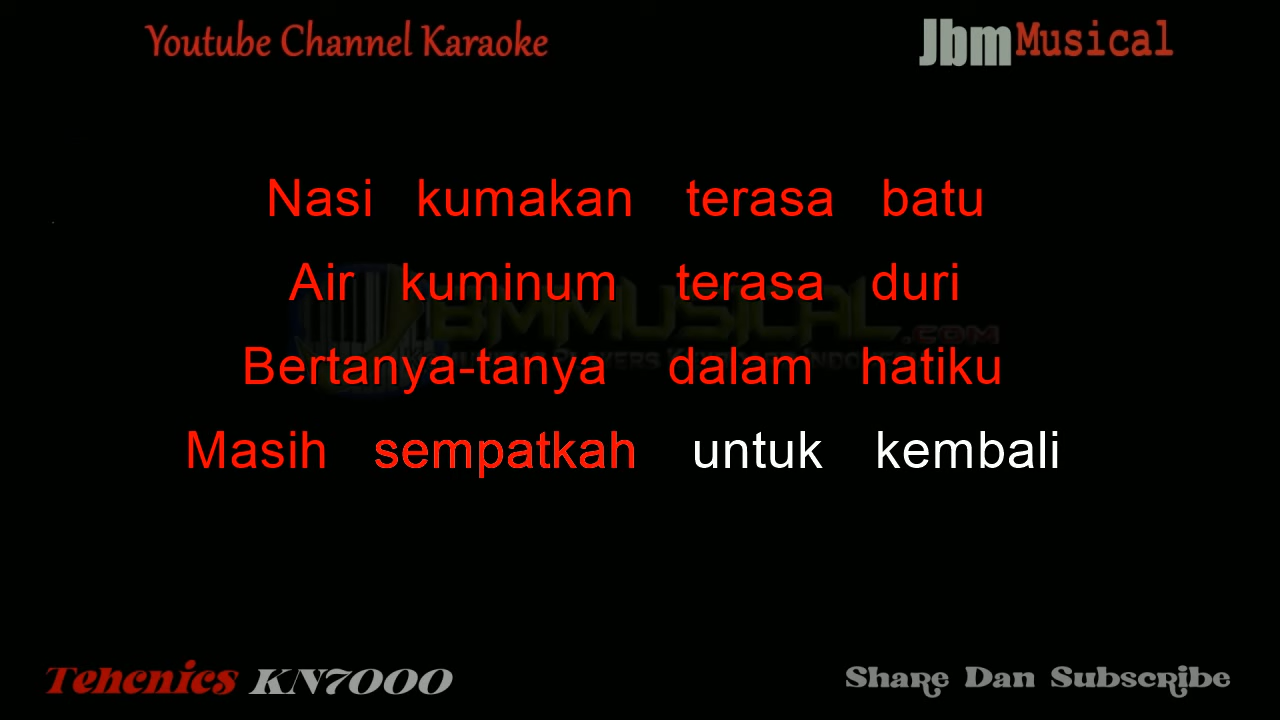 Youtube Channel Karaoke
JbmMusical
Nasi kumakan terasa batu
Air kuminum terasa duri
Bertanya-tanya dalam hatiku
Masih sempatkah untuk kembali
Tehcnics KN7000
Share Dan Subscribe